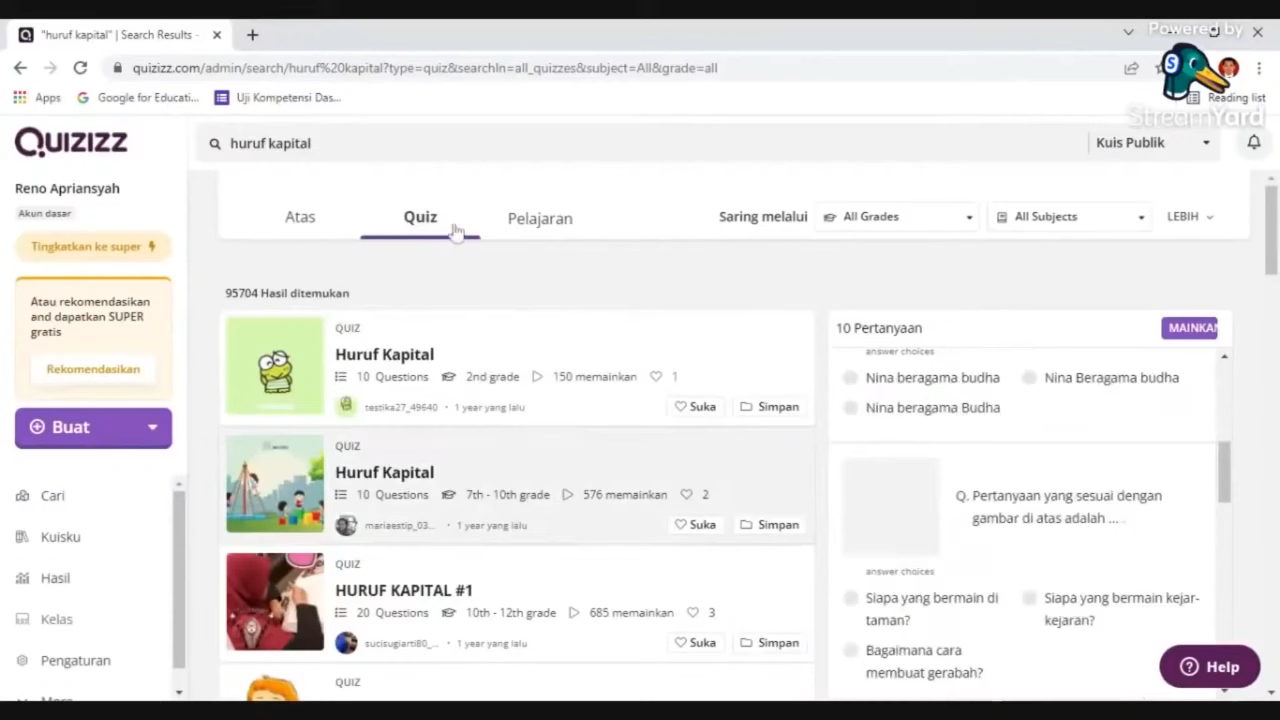 "huruf kapital" | Search Results -
Powered by
quizizz.com/admin/search/huruf%20kapital?type=quiz&searchIn=all_quizzes&subject=All&grade=all
Apps
Google for Educati...
Uji Kompetensi Das...
Reading list
StreamYard
QUIZIZZ
huruf kapital
Kuis Publik
Reno Apriansyah
Akun dasar
Tingkatkan ke super
Atau rekomendasikan
and dapatkan SUPER
gratis
Rekomendasikan
Buat
Cari
Kuisku
Hasil
Kelas
Pengaturan
More
Atas
Quiz
Pelajaran
Saring melalui
All Grades
All Subjects
LEBIH
95704 Hasil ditemukan
QUIZ
Huruf Kapital
10 Questions 2nd grade 150 memainkan 1
testika27_49640 • 1 year yang lalu
Suka Simpan
QUIZ
Huruf Kapital
10 Questions 7th - 10th grade 576 memainkan 2
mariaestip_03... • 1 year yang lalu
Suka Simpan
QUIZ
HURUF KAPITAL #1
20 Questions 10th - 12th grade 685 memainkan 3
sucisugiarti80_... • 1 year yang lalu
Suka Simpan
QUIZ
10 Pertanyaan
MAINKAN
answer choices
Nina beragama budha
Nina Beragama budha
Nina beragama Budha
Q. Pertanyaan yang sesuai dengan
gambar di atas adalah ...
answer choices
Siapa yang bermain di
taman?
Siapa yang bermain kejar-
kejaran?
Bagaimana cara
membuat gerabah?
Help